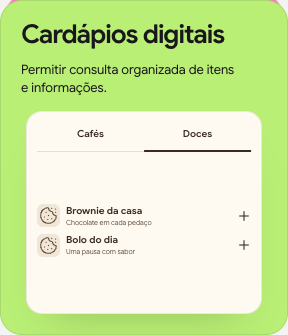 Cardápios digitais
Permitir consulta organizada de itens
e informações.
Cafés
Doces
Brownie da casa
Chocolate em cada pedaço
Bolo do dia
Uma pausa com sabor